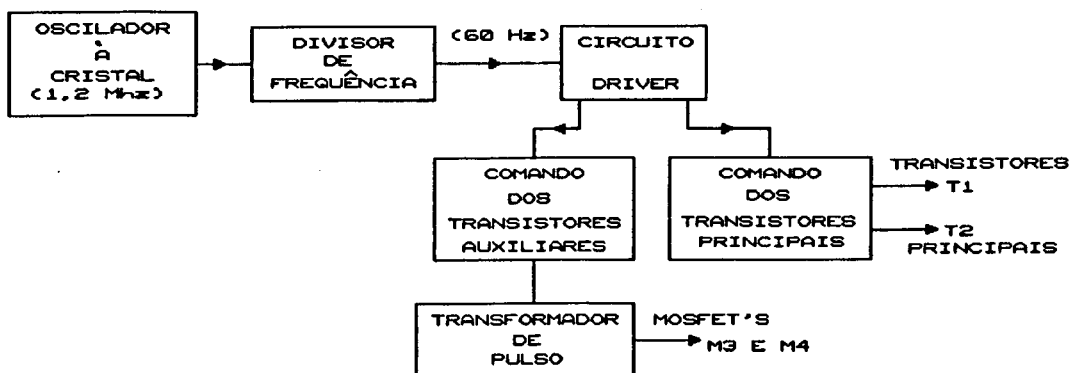 OSCILADOR
À
CRISTAL
(1,2 Mhz)
DIVISOR
DE
FREQUÊNCIA
(60 Hz)
CIRCUITO
DRIVER
COMANDO
DOS
TRANSISTORES
AUXILIARES
COMANDO
DOS
TRANSISTORES
PRINCIPAIS
TRANSISTORES
T1
T2
PRINCIPAIS
TRANSFORMADOR
DE
PULSO
MOSFET'S
M3 E M4